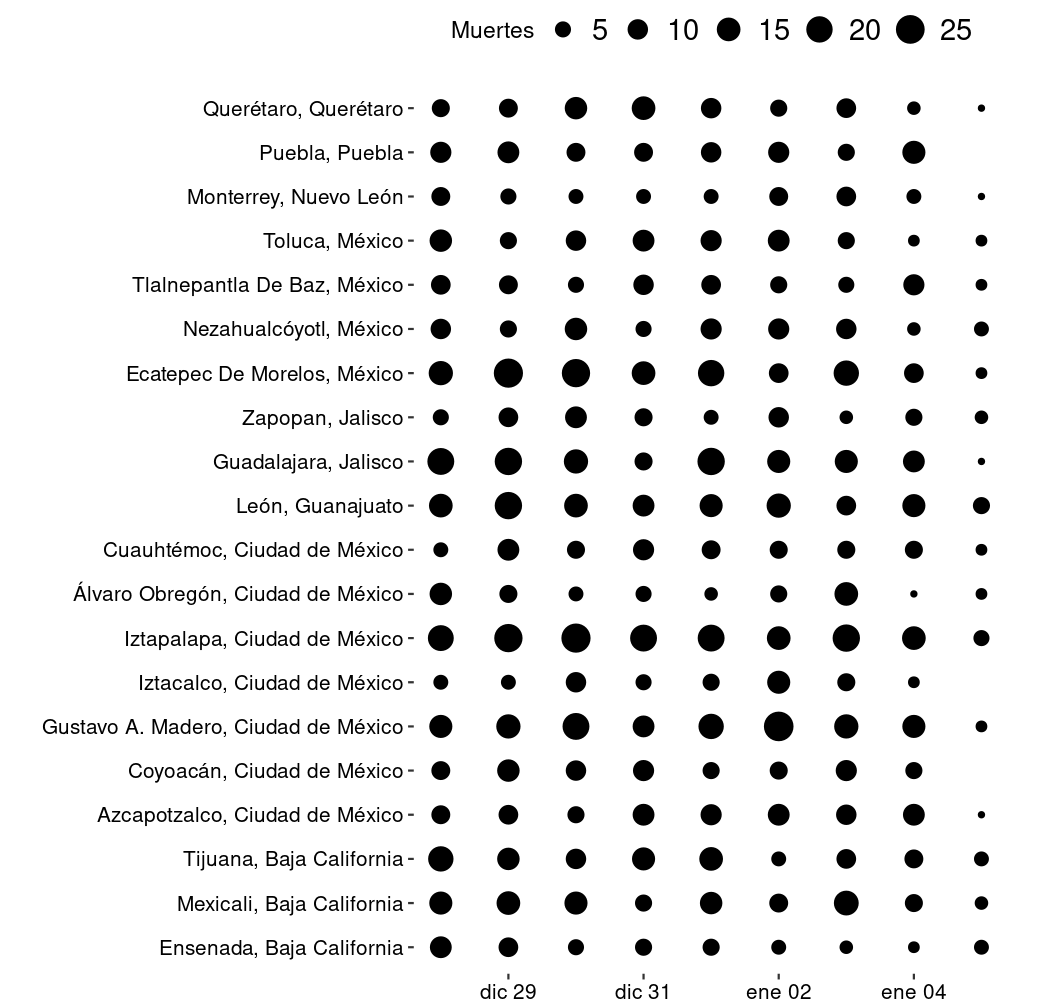 Muertes 5 10 15 20 25
Querétaro, Querétaro
Puebla, Puebla
Monterrey, Nuevo León
Toluca, México
Tlalnepantla De Baz, México
Nezahualcóyotl, México
Ecatepec De Morelos, México
Zapopan, Jalisco
Guadalajara, Jalisco
León, Guanajuato
Cuauhtémoc, Ciudad de México
Álvaro Obregón, Ciudad de México
Iztapalapa, Ciudad de México
Iztacalco, Ciudad de México
Gustavo A. Madero, Ciudad de México
Coyoacán, Ciudad de México
Azcapotzalco, Ciudad de México
Tijuana, Baja California
Mexicali, Baja California
Ensenada, Baja California
dic 29 dic 31 ene 02 ene 04